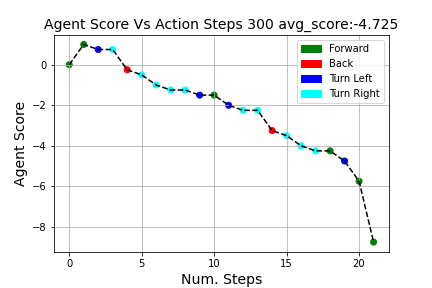 Agent Score Vs Action Steps 300 avg_score:-4.725
Forward
Back
Turn Left
Turn Right
Agent Score
0
−2
−4
−6
−8
0 5 10 15 20
Num. Steps